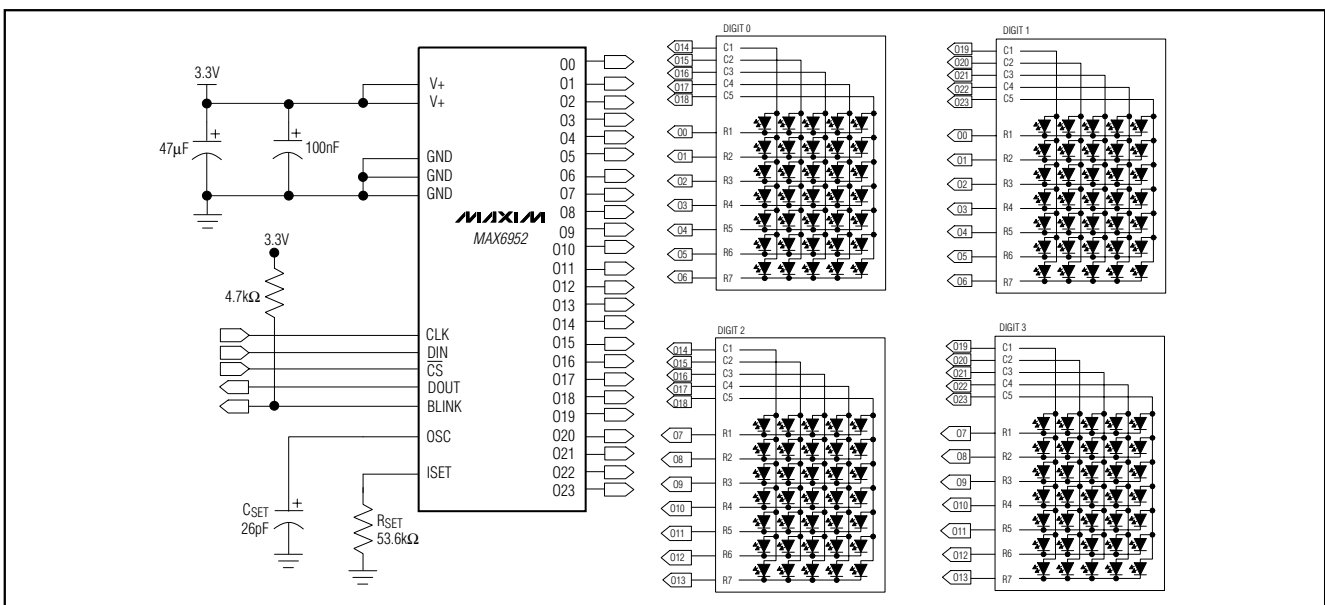 3.3V
47µF
100nF
V+
V+
GND
GND
GND
MAXIM
MAX6952
3.3V
4.7kΩ
CLK
DIN
CS
DOUT
BLINK
OSC
ISET
CSET
26pF
RSET
53.6kΩ
O0
O1
O2
O3
O4
O5
O6
O7
O8
O9
O10
O11
O12
O13
O14
O15
O16
O17
O18
O19
O20
O21
O22
O23
DIGIT 0
O14 C1
O15 C2
O16 C3
O17 C4
O18 C5
O0 R1
O1 R2
O2 R3
O3 R4
O4 R5
O5 R6
O6 R7
DIGIT 1
O19 C1
O20 C2
O21 C3
O22 C4
O23 C5
O0 R1
O1 R2
O2 R3
O3 R4
O4 R5
O5 R6
O6 R7
DIGIT 2
O14 C1
O15 C2
O16 C3
O17 C4
O18 C5
O7 R1
O8 R2
O9 R3
O10 R4
O11 R5
O12 R6
O13 R7
DIGIT 3
O19 C1
O20 C2
O21 C3
O22 C4
O23 C5
O7 R1
O8 R2
O9 R3
O10 R4
O11 R5
O12 R6
O13 R7